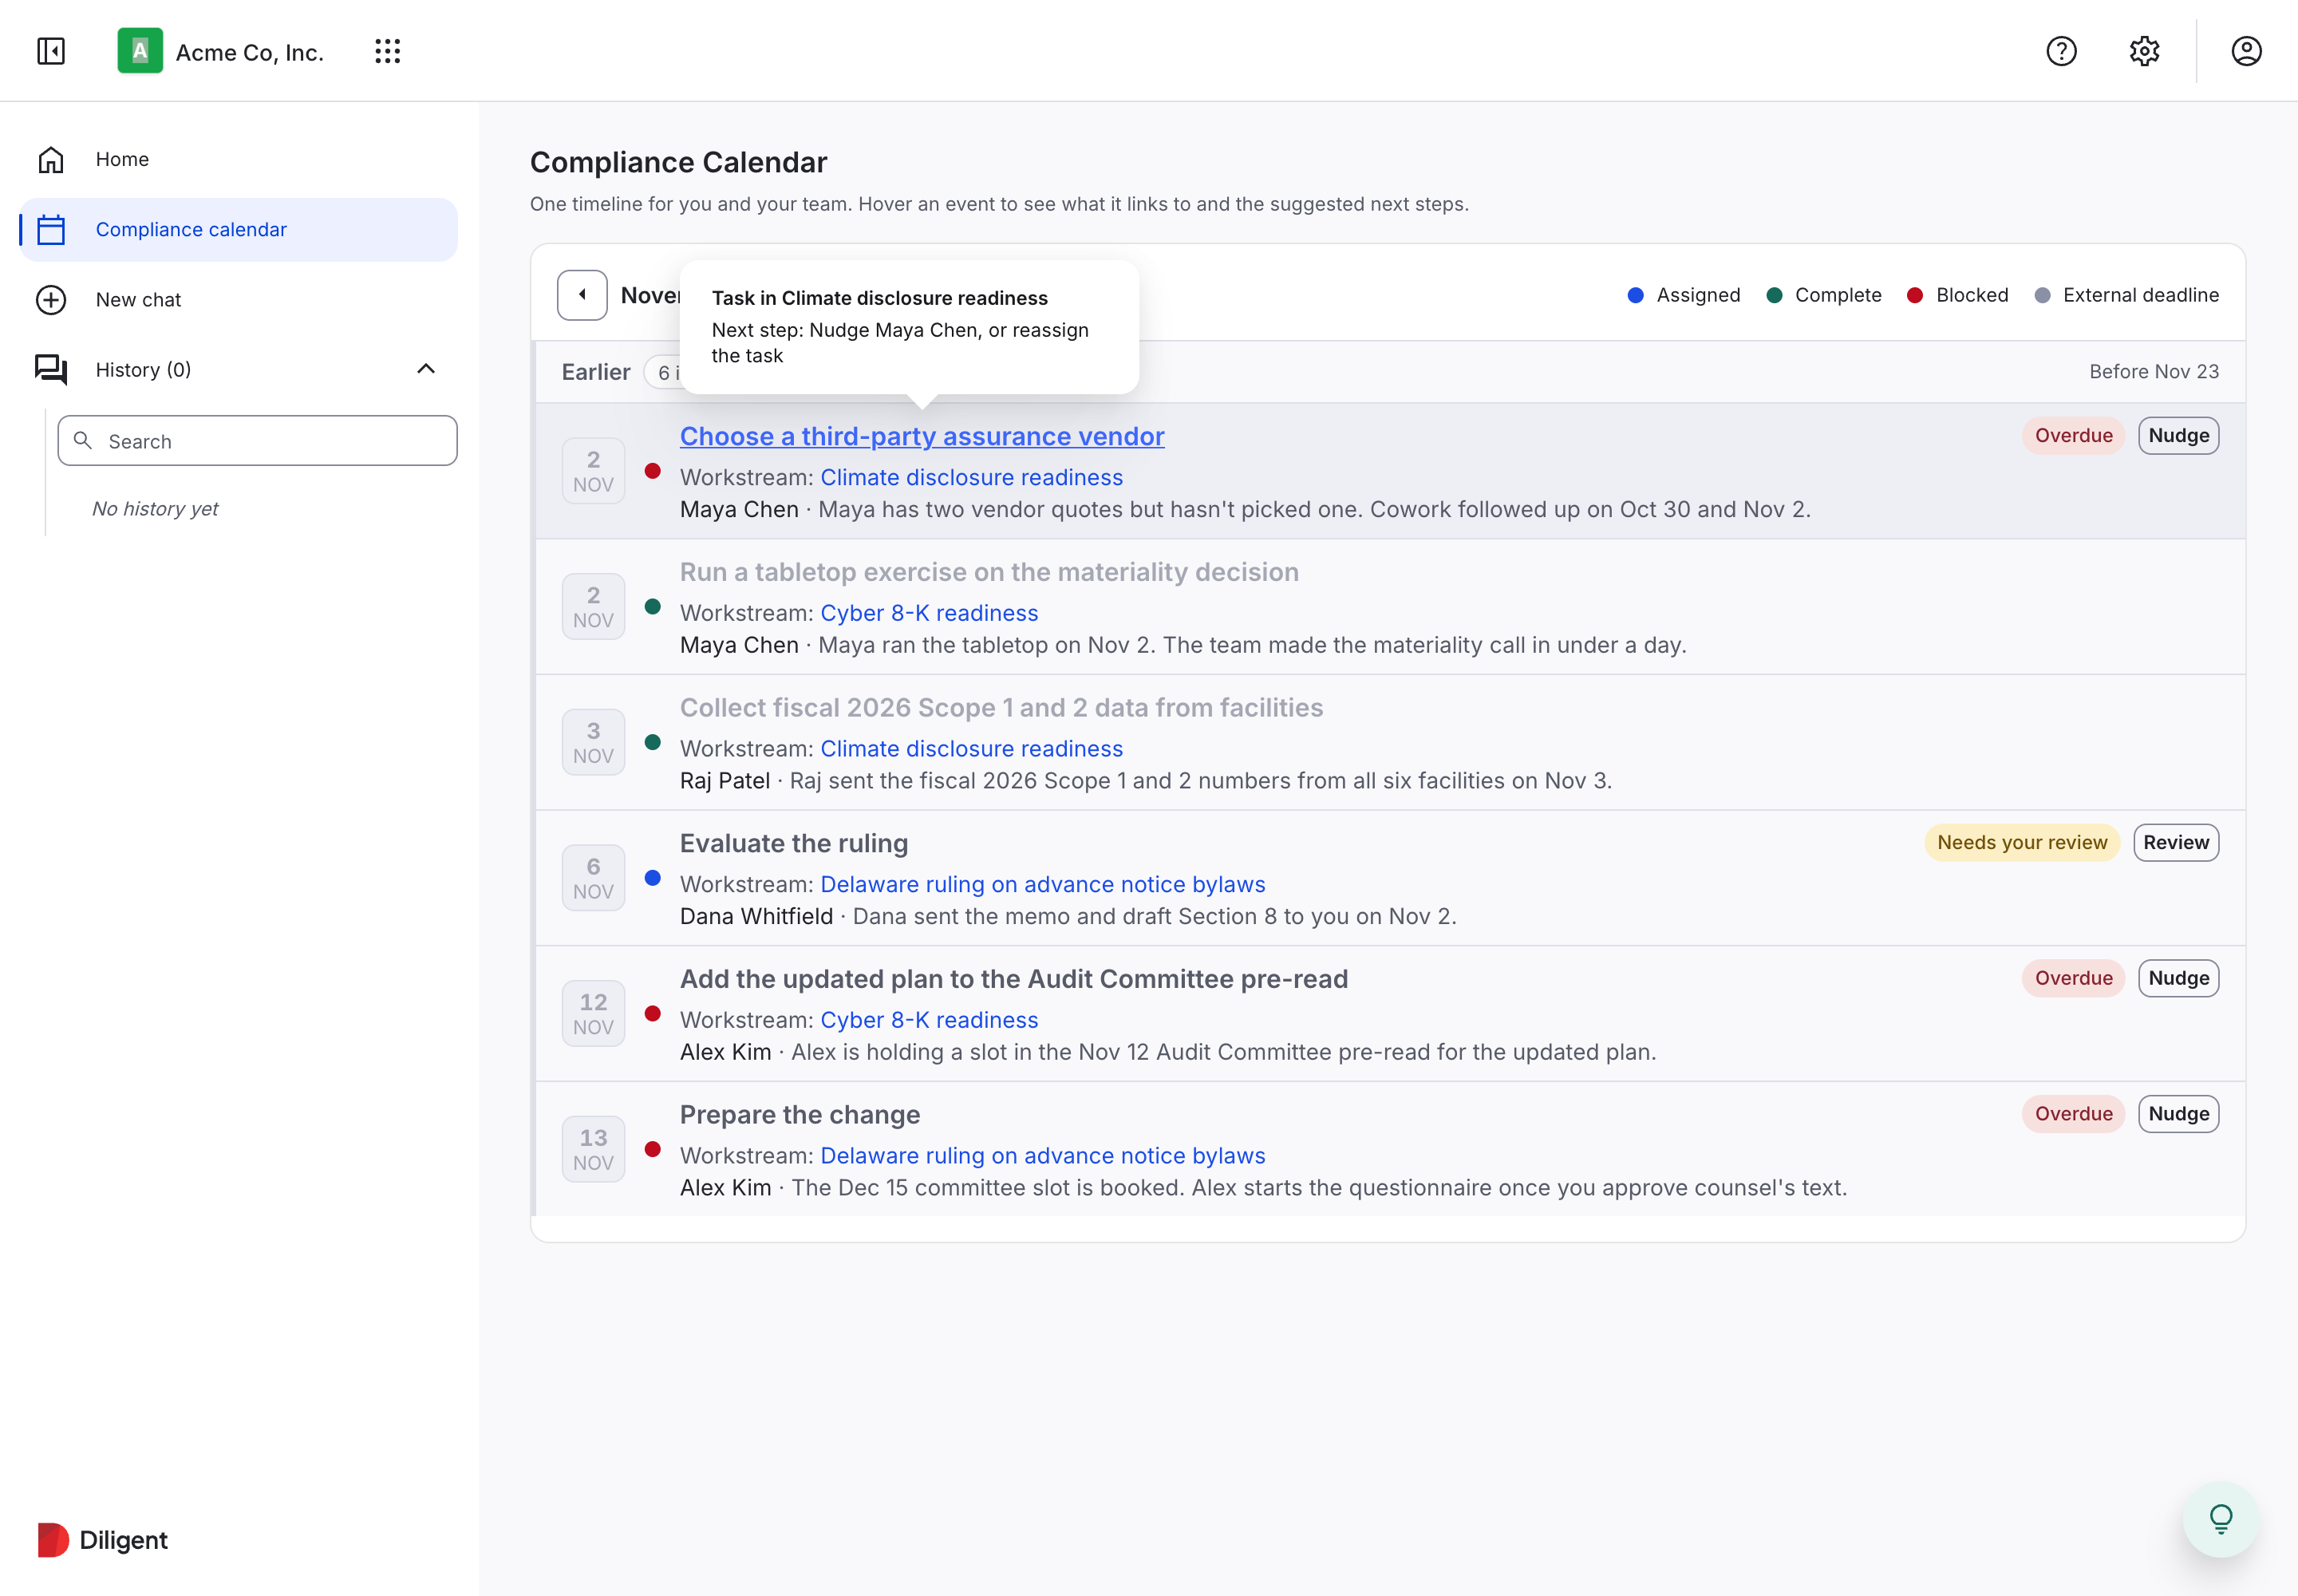 A Acme Co, Inc.
Home
Compliance calendar
New chat
History (0)
Search
No history yet
Diligent
Compliance Calendar
One timeline for you and your team. Hover an event to see what it links to and the suggested next steps.
Assigned Complete Blocked External deadline
Task in Climate disclosure readiness
Next step: Nudge Maya Chen, or reassign
the task
Earlier 6 Before Nov 23
2 NOV
Choose a third-party assurance vendor Overdue Nudge
Workstream: Climate disclosure readiness
Maya Chen · Maya has two vendor quotes but hasn't picked one. Cowork followed up on Oct 30 and Nov 2.
2 NOV
Run a tabletop exercise on the materiality decision
Workstream: Cyber 8-K readiness
Maya Chen · Maya ran the tabletop on Nov 2. The team made the materiality call in under a day.
3 NOV
Collect fiscal 2026 Scope 1 and 2 data from facilities
Workstream: Climate disclosure readiness
Raj Patel · Raj sent the fiscal 2026 Scope 1 and 2 numbers from all six facilities on Nov 3.
6 NOV
Evaluate the ruling Needs your review Review
Workstream: Delaware ruling on advance notice bylaws
Dana Whitfield · Dana sent the memo and draft Section 8 to you on Nov 2.
12 NOV
Add the updated plan to the Audit Committee pre-read Overdue Nudge
Workstream: Cyber 8-K readiness
Alex Kim · Alex is holding a slot in the Nov 12 Audit Committee pre-read for the updated plan.
13 NOV
Prepare the change Overdue Nudge
Workstream: Delaware ruling on advance notice bylaws
Alex Kim · The Dec 15 committee slot is booked. Alex starts the questionnaire once you approve counsel's text.